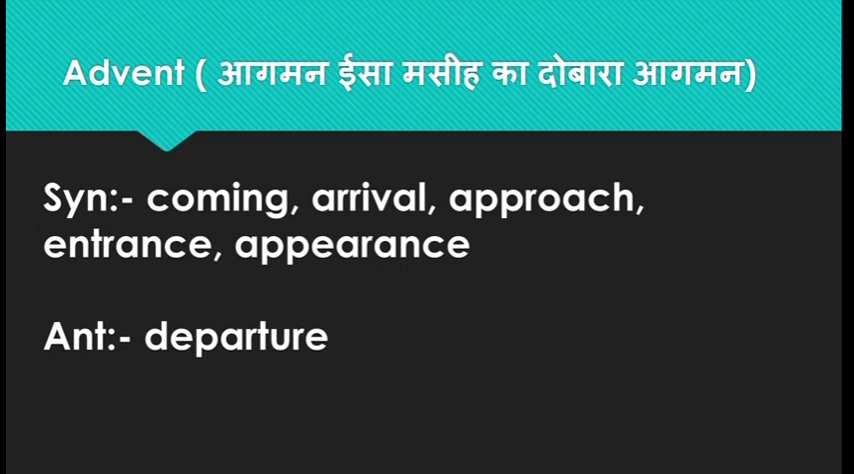 Advent ( आगमन ईसा मसीह का दोबारा आगमन)
Syn:- coming, arrival, approach,
entrance, appearance
Ant:- departure